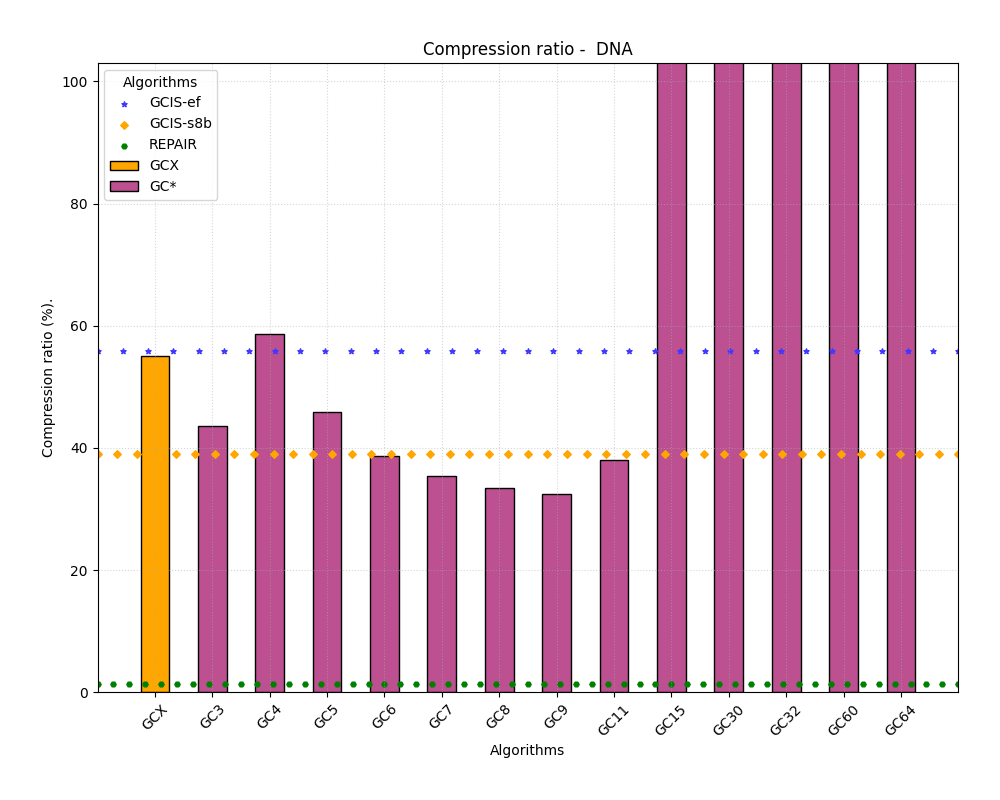 Compression ratio -  DNA
Algorithms
GCIS-ef
GCIS-s8b
REPAIR
GCX
GC*
Compression ratio (%).
100
80
60
40
20
0
GCX GC3 GC4 GC5 GC6 GC7 GC8 GC9 GC11 GC15 GC30 GC32 GC60 GC64
Algorithms